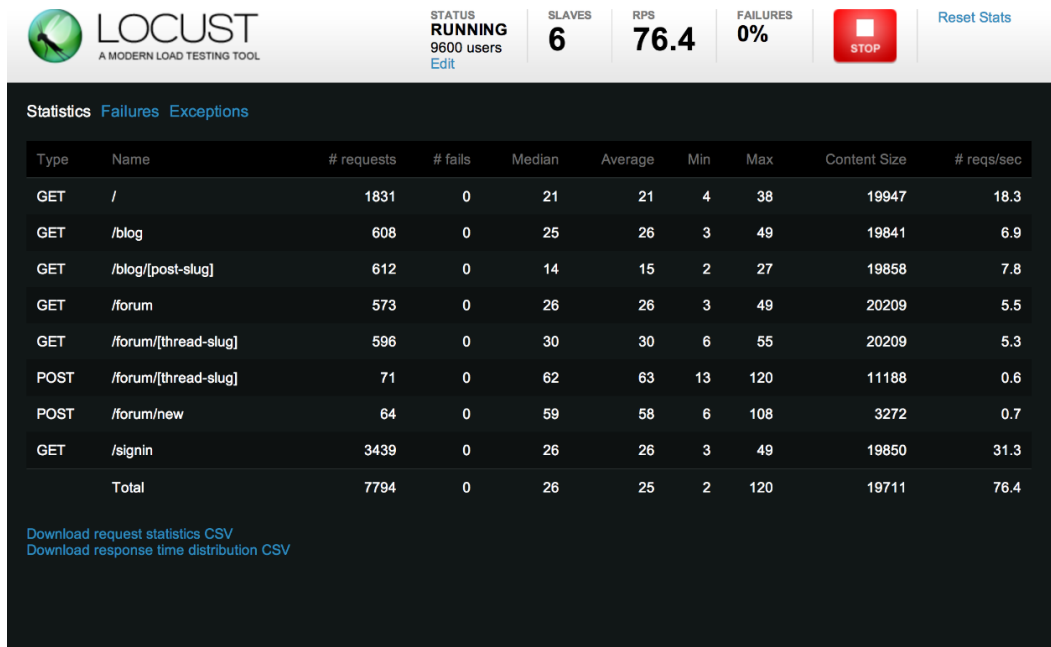 LOCUST
A MODERN LOAD TESTING TOOL
STATUS
RUNNING
9600 users
Edit
SLAVES
6
RPS
76.4
FAILURES
0%
STOP
Reset Stats
Statistics Failures Exceptions
Type Name # requests # fails Median Average Min Max Content Size # reqs/sec
GET / 1831 0 21 21 4 38 19947 18.3
GET /blog 608 0 25 26 3 49 19841 6.9
GET /blog/[post-slug] 612 0 14 15 2 27 19858 7.8
GET /forum 573 0 26 26 3 49 20209 5.5
GET /forum/[thread-slug] 596 0 30 30 6 55 20209 5.3
POST /forum/[thread-slug] 71 0 62 63 13 120 11188 0.6
POST /forum/new 64 0 59 58 6 108 3272 0.7
GET /signin 3439 0 26 26 3 49 19850 31.3
Total 7794 0 26 25 2 120 19711 76.4
Download request statistics CSV
Download response time distribution CSV